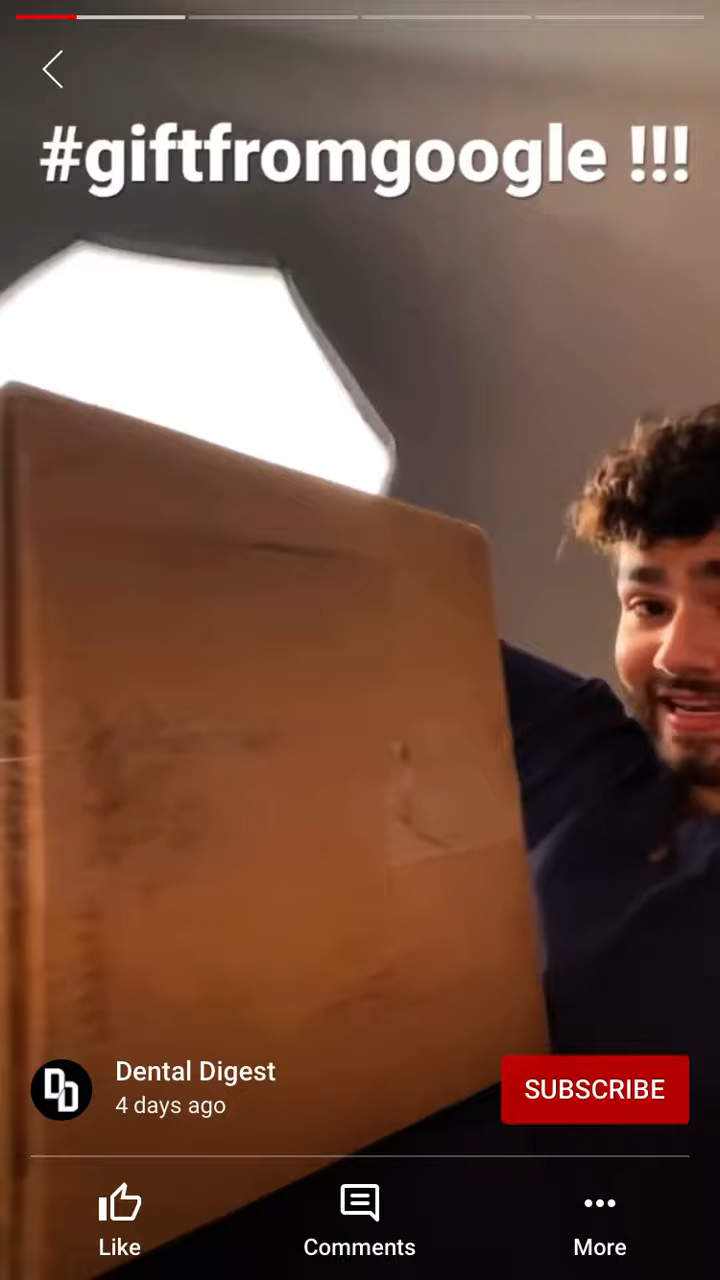 #giftfromgoogle !!!
DD
Dental Digest
4 days ago
SUBSCRIBE
Like
Comments
More